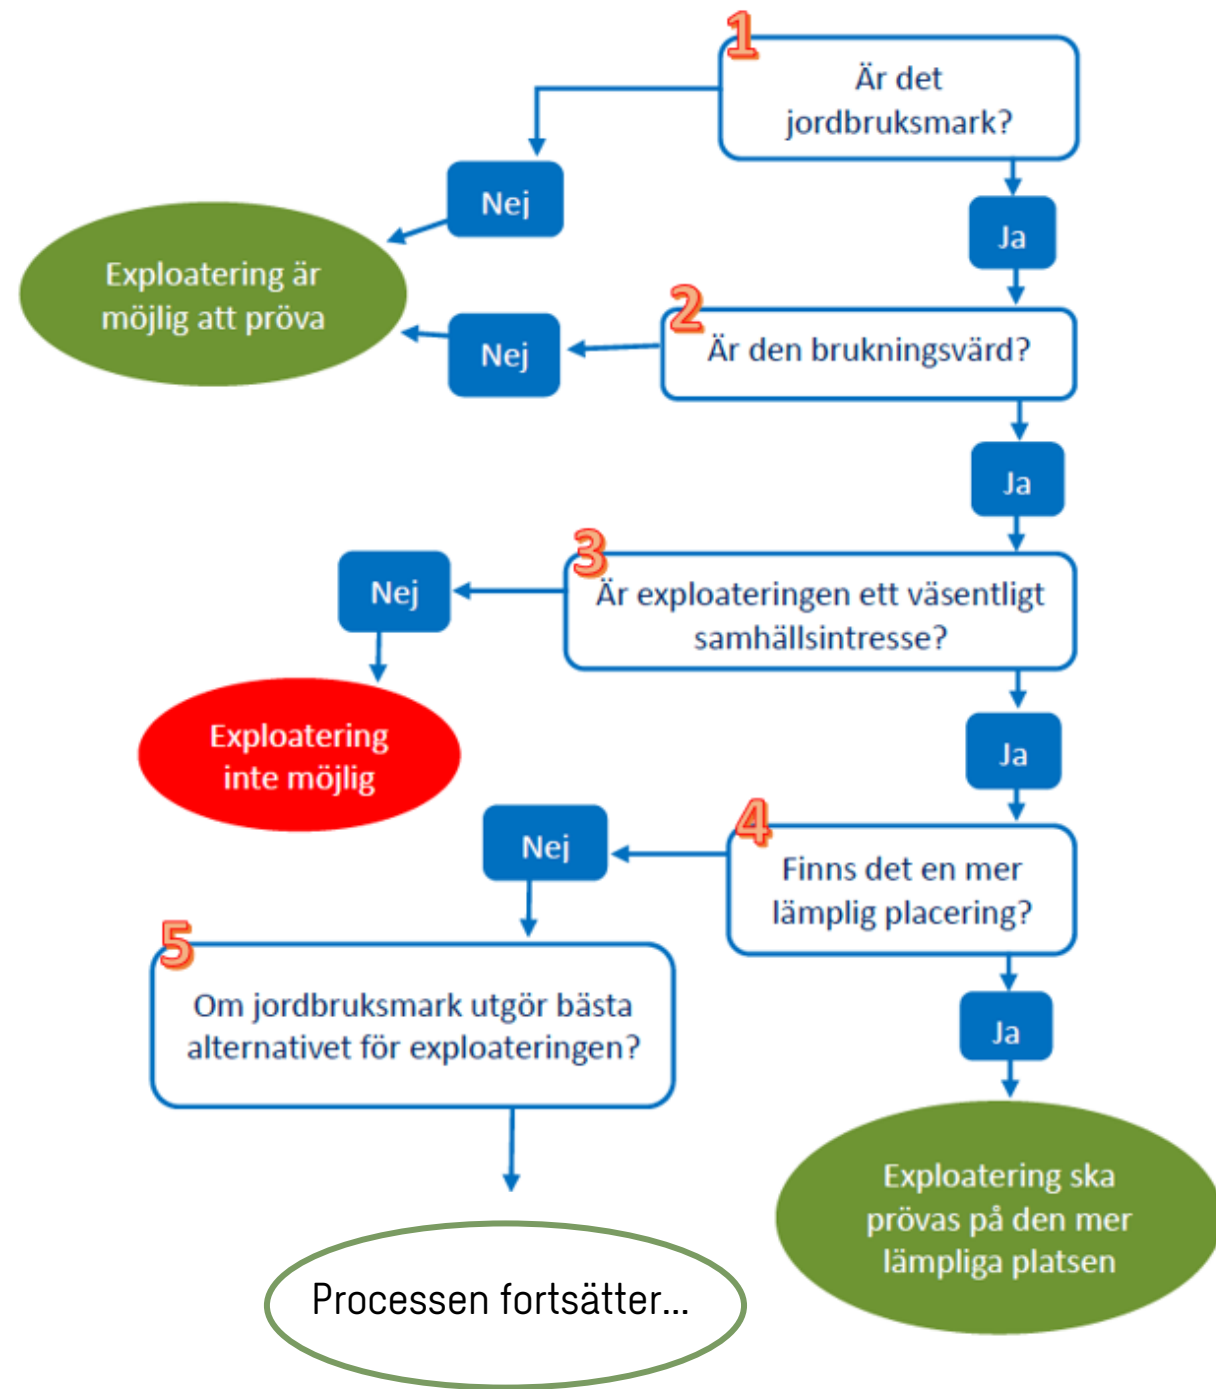 1
Är det
jordbruksmark?
Nej
Ja
Exploatering är
möjlig att pröva
2
Är den brukningsvärd?
Nej
Ja
3
Är exploateringen ett väsentligt
samhällsintresse?
Nej
Exploatering
inte möjlig
Ja
4
Finns det en mer
lämplig placering?
Nej
5
Om jordbruksmark utgör bästa
alternativet för exploateringen?
Ja
Exploatering ska
prövas på den mer
lämpliga platsen
Processen fortsätter...